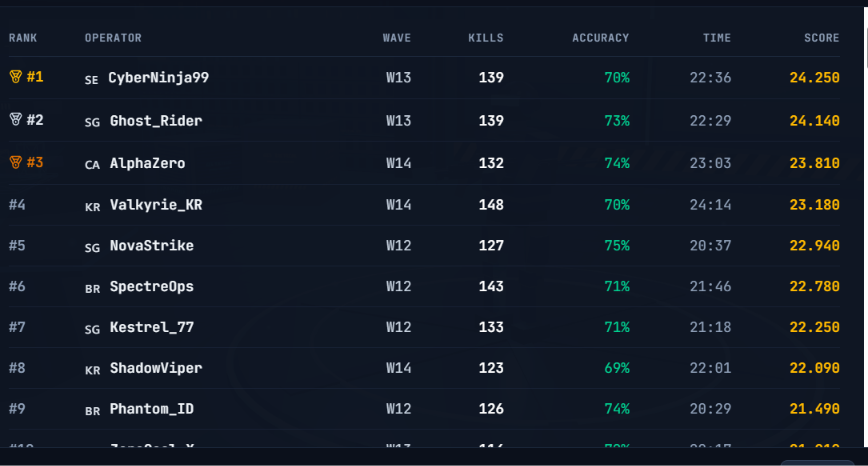 RANK OPERATOR WAVE KILLS ACCURACY TIME SCORE
#1 SE CyberNinja99 W13 139 70% 22:36 24.250
#2 SG Ghost_Rider W13 139 73% 22:29 24.140
#3 CA AlphaZero W14 132 74% 23:03 23.810
#4 KR Valkyrie_KR W14 148 70% 24:14 23.180
#5 SG NovaStrike W12 127 75% 20:37 22.940
#6 BR SpectreOps W12 143 71% 21:46 22.780
#7 SG Kestrel_77 W12 133 71% 21:18 22.250
#8 KR ShadowViper W14 123 69% 22:01 22.090
#9 BR Phantom_ID W12 126 74% 20:29 21.490